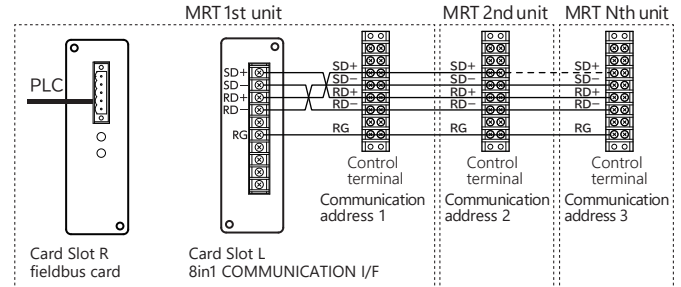 MRT 1st unit
MRT 2nd unit
MRT Nth unit
PLC
SD+
SD−
RD+
RD−
RG
SD+
SD−
RD+
RD−
RG
SD+
SD−
RD+
RD−
RG
SD+
SD−
RD+
RD−
RG
Control
terminal
Communication
address 1
Control
terminal
Communication
address 2
Control
terminal
Communication
address 3
Card Slot R
fieldbus card
Card Slot L
8in1 COMMUNICATION I/F